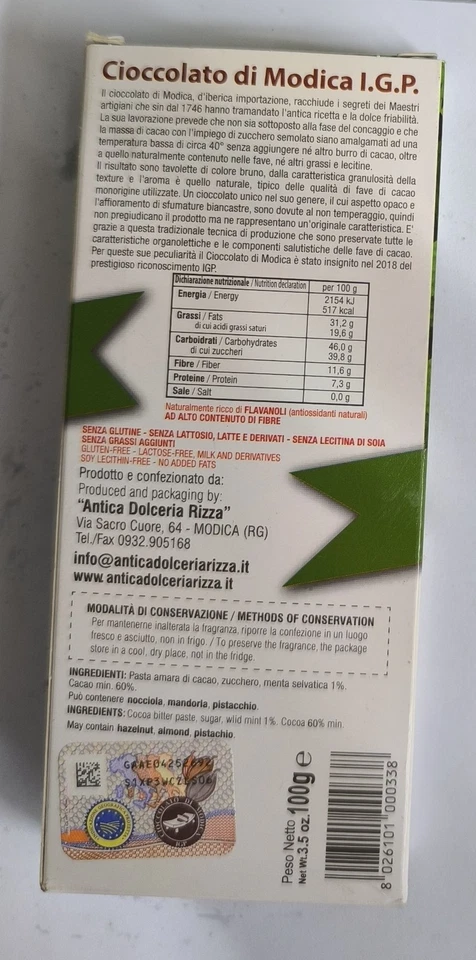 Cioccolato di Modica I.G.P.
Il cioccolato di Modica, d'iberica importazione, racchiude i segreti dei Maestri
artigiani che sin dal 1746 hanno tramandato l'antica ricetta e la dolce friabilità.
La sua lavorazione prevede che non sia sottoposto alla fase del concaggio e che
la massa di cacao con l'impiego di zucchero semolato siano amalgamati ad una
temperatura bassa di circa 40° senza aggiungere né altro burro di cacao, oltre
a quello naturalmente contenuto nelle fave, né altri grassi e lecitine.
Il risultato sono tavolette di colore bruno, dalla caratteristica granulosità della
texture e l'aroma è quello naturale, tipico delle qualità di fave di cacao
monorigine utilizzate. Un cioccolato unico nel suo genere, il cui aspetto opaco e
l'affioramento di sfumature biancastre, sono dovute al non temperaggio, quindi
non pregiudicano il prodotto ma ne rappresentano un'originale caratteristica. E'
grazie a questa tradizionale tecnica di produzione che sono preservate tutte le
caratteristiche organolettiche e le componenti salutistiche delle fave di cacao.
Per queste sue peculiarità il Cioccolato di Modica è stato insignito nel 2018 del
prestigioso riconoscimento IGP.
Dichiarazione nutrizionale / Nutrition declaration per 100 g
Energia / Energy 2154 kJ
517 kcal
Grassi / Fats 31,2 g
di cui acidi grassi saturi 19,6 g
Carboidrati / Carbohydrates 46,0 g
di cui zuccheri 39,8 g
Fibre / Fiber 11,6 g
Proteine / Protein 7,3 g
Sale / Salt 0,0 g
Naturalmente ricco di FLAVANOLI (antiossidanti naturali)
AD ALTO CONTENUTO DI FIBRE
SENZA GLUTINE - SENZA LATTOSIO, LATTE E DERIVATI - SENZA LECITINA DI SOIA
SENZA GRASSI AGGIUNTI
GLUTEN-FREE - LACTOSE-FREE, MILK AND DERIVATIVES
SOY LECITHIN-FREE - NO ADDED FATS
Prodotto e confezionato da:
Produced and packaging by:
"Antica Dolceria Rizza"
Via Sacro Cuore, 64 - MODICA (RG)
Tel./Fax 0932.905168
info@anticadolceriarizza.it
www.anticadolceriarizza.it
MODALITÀ DI CONSERVAZIONE / METHODS OF CONSERVATION
Per mantenerne inalterata la fragranza, riporre la confezione in un luogo
fresco e asciutto, non in frigo. / To preserve the fragrance, the package
store in a cool, dry place, not in the fridge.
INGREDIENTI: Pasta amara di cacao, zucchero, menta selvatica 1%.
Cacao min. 60%.
Può contenere nocciola, mandorla, pistacchio.
INGREDIENTS: Cocoa bitter paste, sugar, wild mint 1%. Cocoa 60% min.
May contain hazelnut, almond, pistachio.
CIOCCOLATO DI MODICA
IGP
Peso Netto 100g e
Net Wt. 3.5 oz.
8 026101 000338